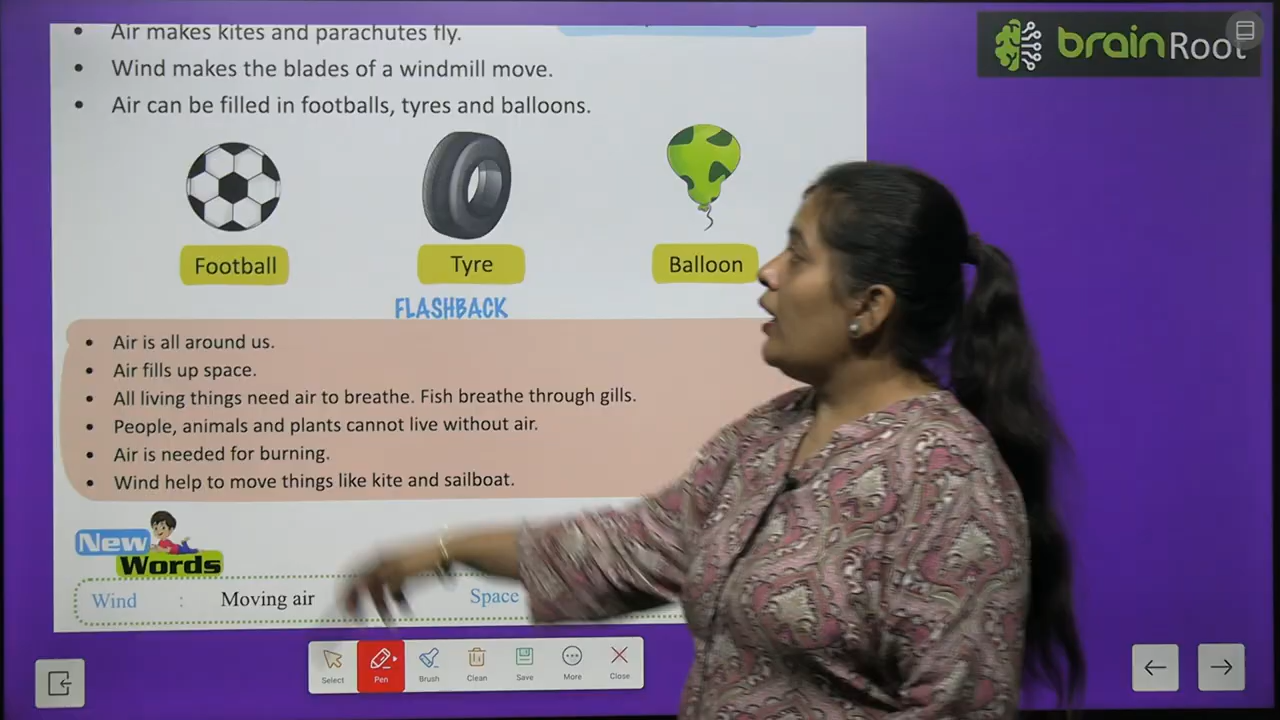 • Air makes kites and parachutes fly.
• Wind makes the blades of a windmill move.
• Air can be filled in footballs, tyres and balloons.
Football
Tyre
Balloon
FLASHBACK
• Air is all around us.
• Air fills up space.
• All living things need air to breathe. Fish breathe through gills.
• People, animals and plants cannot live without air.
• Air is needed for burning.
• Wind help to move things like kite and sailboat.
New
Words
Wind : Moving air
Space
Select
Pen
Brush
Clean
Save
More
Close
brainRoot